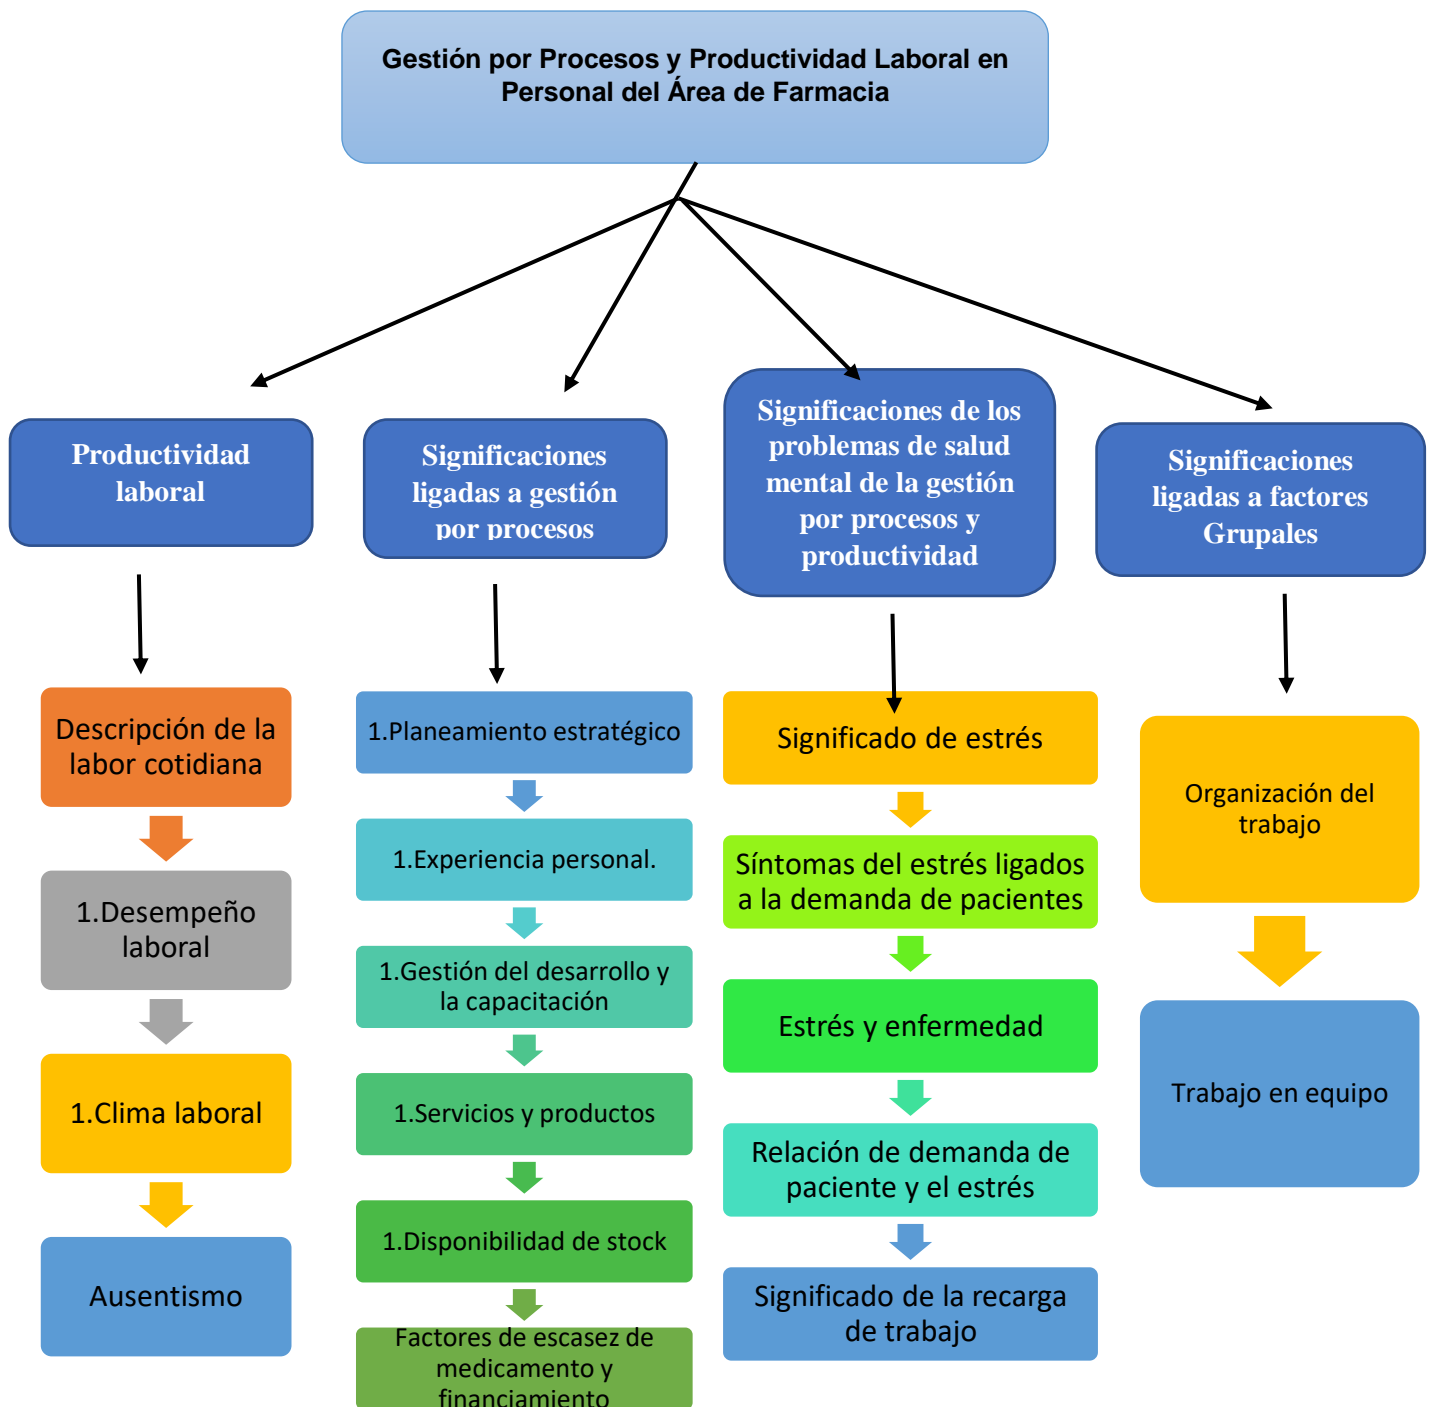 Gestión por Procesos y Productividad Laboral en
Personal del Área de Farmacia
Productividad
laboral
Significaciones
ligadas a gestión
por procesos
Significaciones de los
problemas de salud
mental de la gestión
por procesos y
productividad
Significaciones
ligadas a factores
Grupales
Descripción de la
labor cotidiana
1.Desempeño
laboral
1.Clima laboral
Ausentismo
1.Planeamiento estratégico
1.Experiencia personal.
1.Gestión del desarrollo y
la capacitación
1.Servicios y productos
1.Disponibilidad de stock
Factores de escasez de
medicamento y
financiamiento
Significado de estrés
Síntomas del estrés ligados
a la demanda de pacientes
Estrés y enfermedad
Relación de demanda de
paciente y el estrés
Significado de la recarga
de trabajo
Organización del
trabajo
Trabajo en equipo